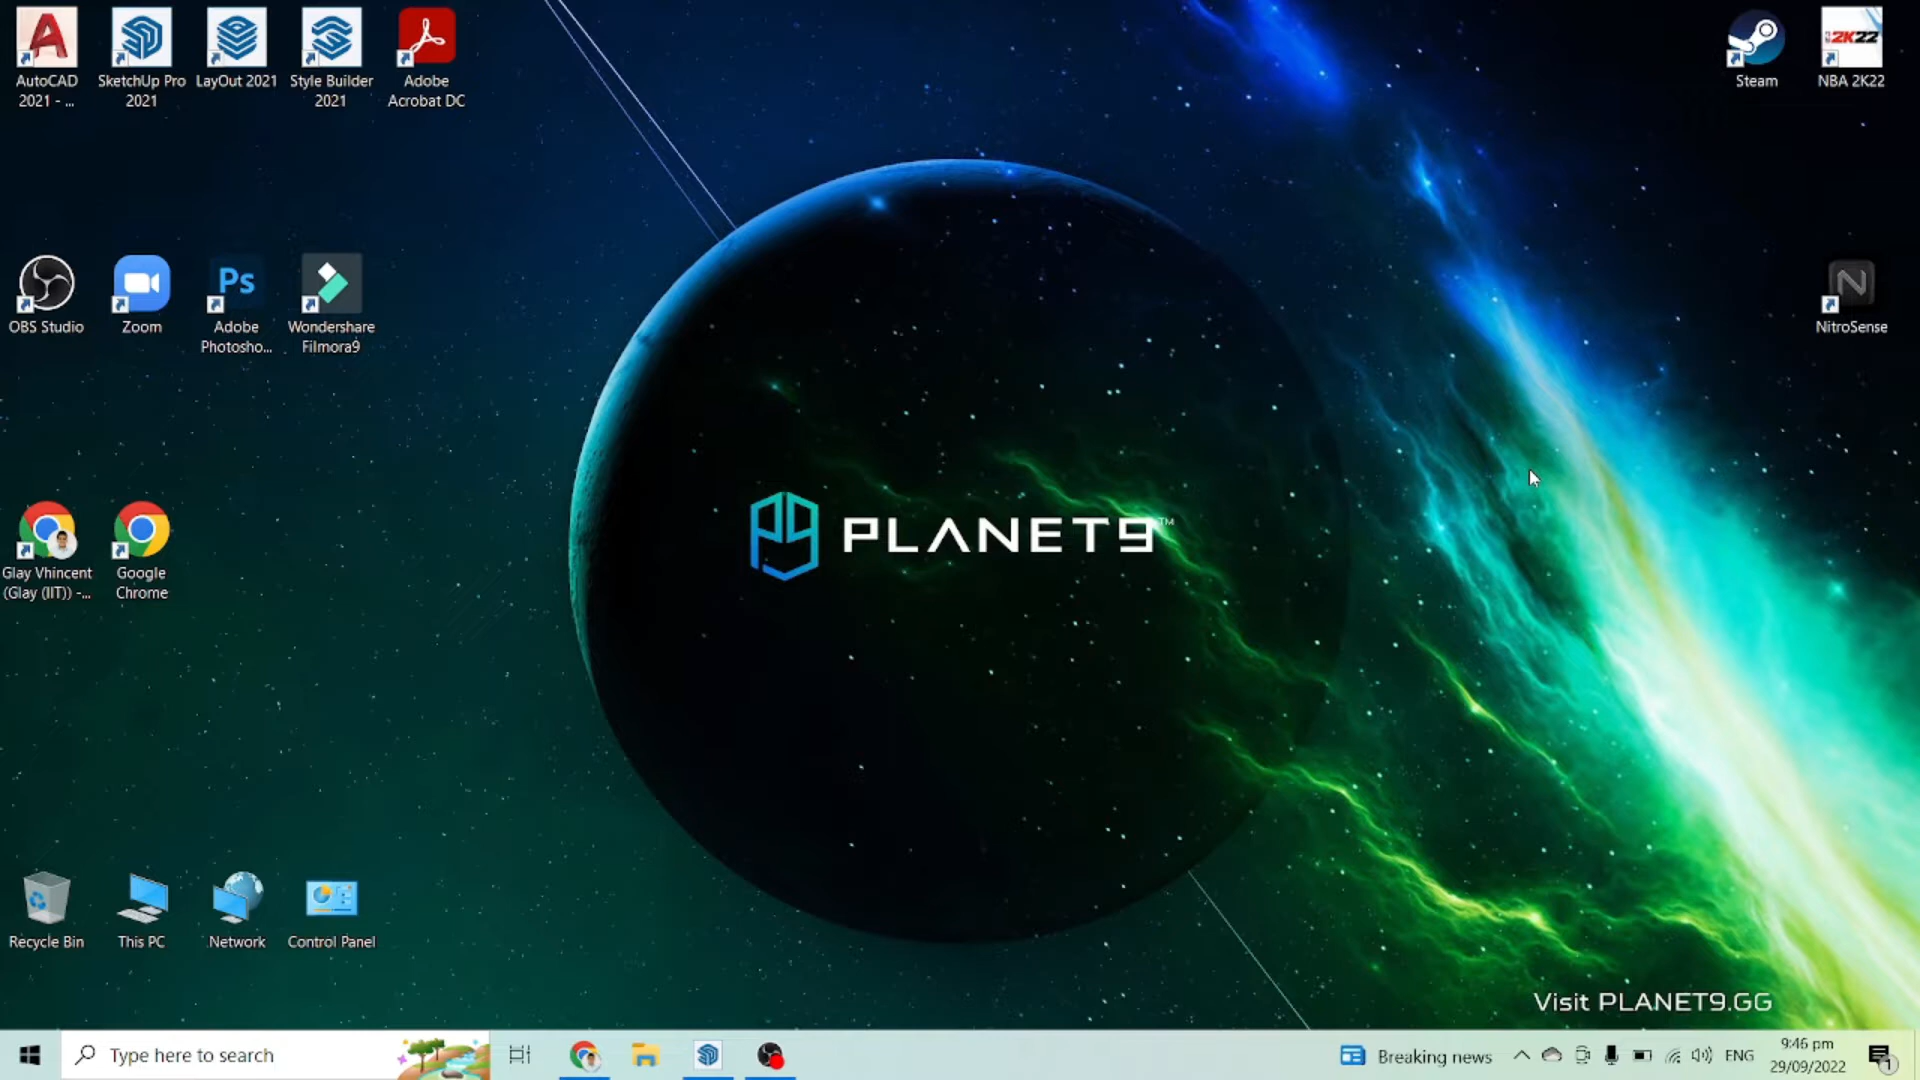 AutoCAD
2021 - ...
SketchUp Pro
2021
LayOut 2021
Style Builder
2021
Adobe
Acrobat DC
Steam
2K22
NBA 2K22
OBS Studio
Zoom
Ps
Adobe
Photosho...
Wondershare
Filmora9
N
NitroSense
Glay Vhincent
(Glay (IIT)) -...
Google
Chrome
PLANET9™
Recycle Bin
This PC
Network
Control Panel
Visit PLANET9.GG
Type here to search
Breaking news
ENG
9:46 pm
29/09/2022
1